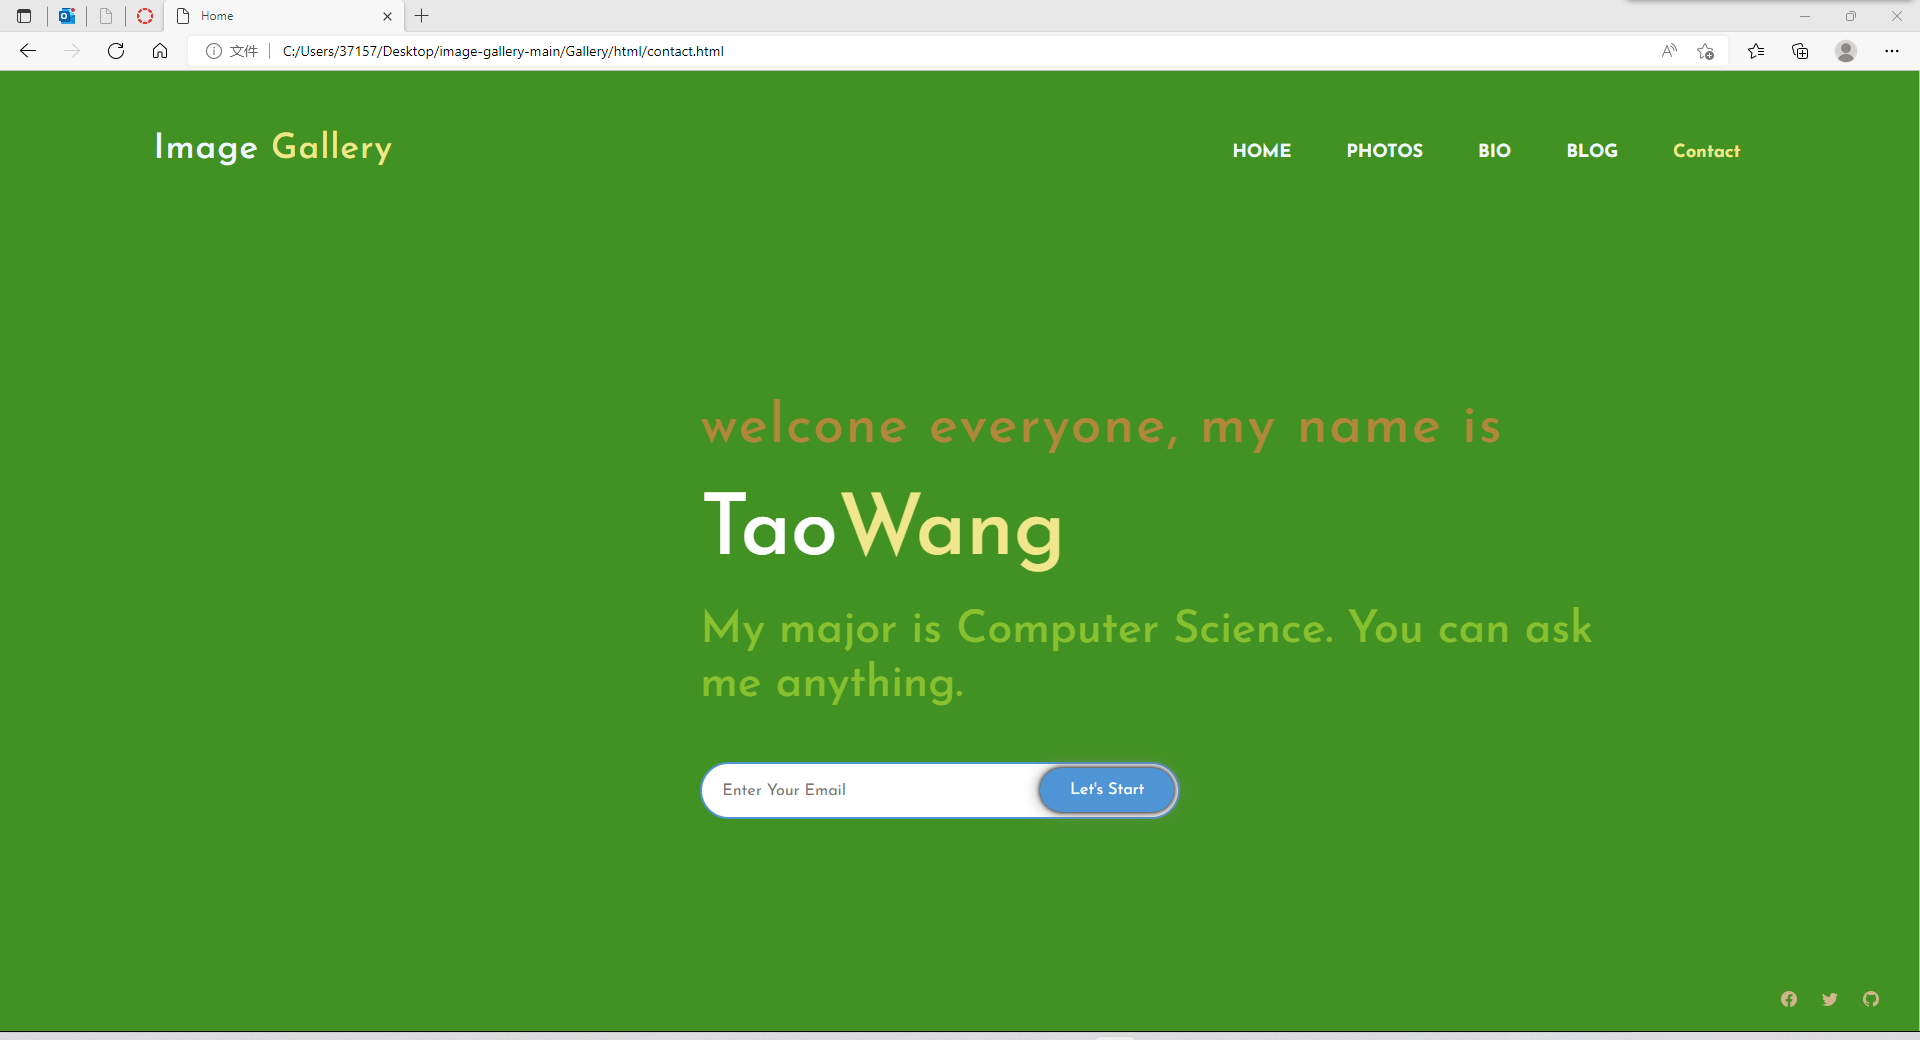 Home
文件
C:/Users/37157/Desktop/image-gallery-main/Gallery/html/contact.html
Image Gallery
HOME PHOTOS BIO BLOG Contact
welcone everyone, my name is
TaoWang
My major is Computer Science. You can ask
me anything.
Enter Your Email Let's Start